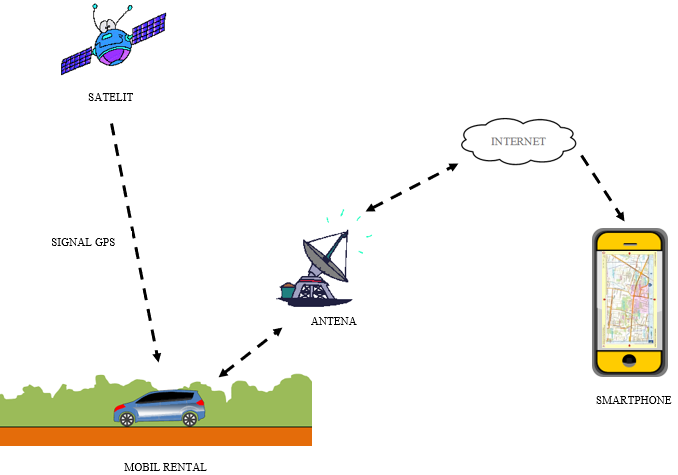 SATELIT
INTERNET
SIGNAL GPS
ANTENA
SMARTPHONE
MOBIL RENTAL